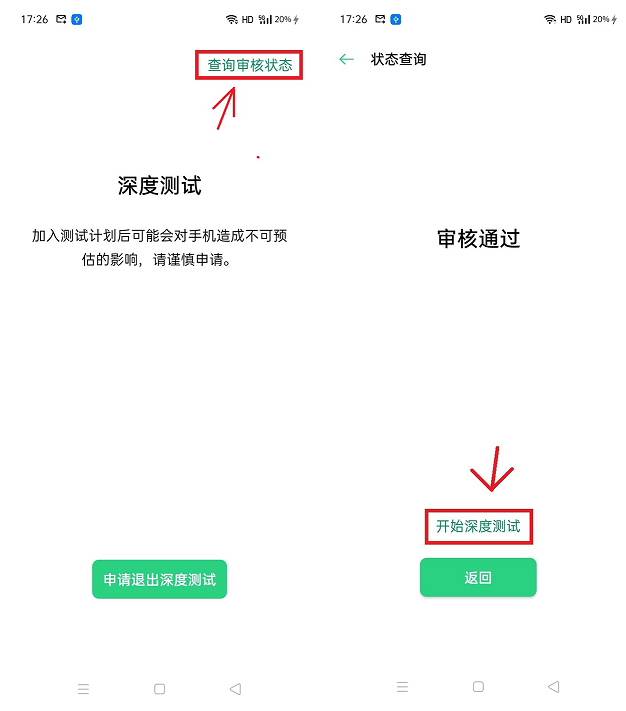 17:26
HD 5G 20%
查询审核状态
深度测试
加入测试计划后可能会对手机造成不可预
估的影响，请谨慎申请。
申请退出深度测试
17:26
HD 5G 20%
状态查询
审核通过
开始深度测试
返回